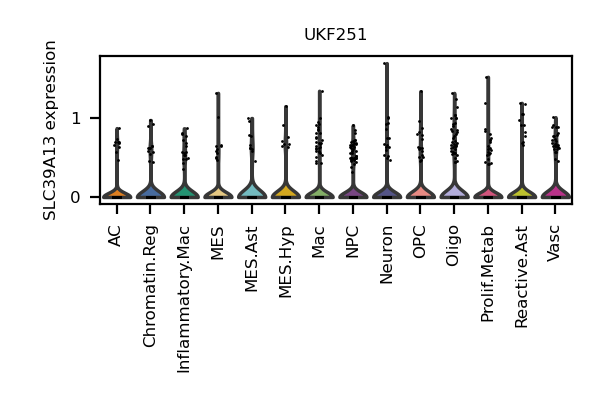 UKF251
SLC39A13 expression
1
0
AC
Chromatin.Reg
Inflammatory.Mac
MES
MES.Ast
MES.Hyp
Mac
NPC
Neuron
OPC
Oligo
Prolif.Metab
Reactive.Ast
Vasc